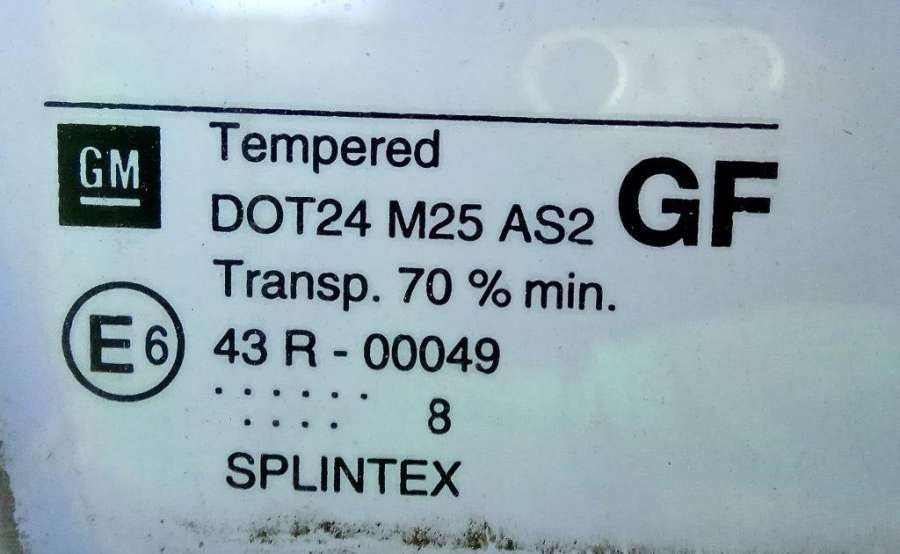 GM
Tempered
DOT24 M25 AS2
GF
Transp. 70 % min.
E6
43 R - 00049
. . . . . .
. . . . 8
SPLINTEX